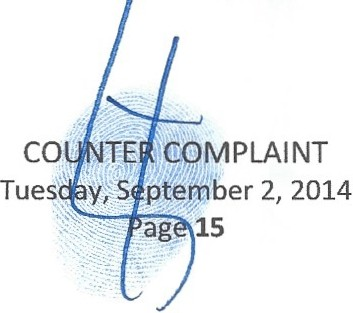 COUNTER COMPLAINT
Tuesday, September 2, 2014
Page 15